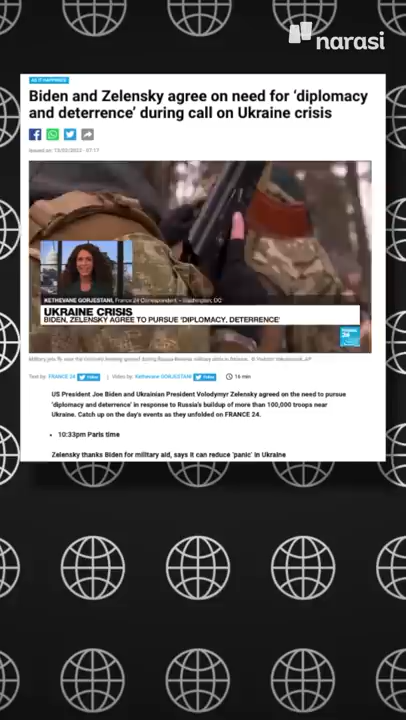 narasi
AS IT HAPPENED
Biden and Zelensky agree on need for ‘diplomacy
and deterrence’ during call on Ukraine crisis
KETHEVANE GORJESTANI, France 24 Correspondent – Washington, DC
UKRAINE CRISIS
BIDEN, ZELENSKY AGREE TO PURSUE ‘DIPLOMACY, DETERRENCE’
FRANCE 24
Text by: FRANCE 24 Follow | Video by: Kethevane GORJESTANI Follow 16 min
US President Joe Biden and Ukrainian President Volodymyr Zelensky agreed on the need to pursue
‘diplomacy and deterrence’ in response to Russia's buildup of more than 100,000 troops near
Ukraine. Catch up on the day's events as they unfolded on FRANCE 24.
• 10:33pm Paris time
Zelensky thanks Biden for military aid, says it can reduce 'panic' in Ukraine